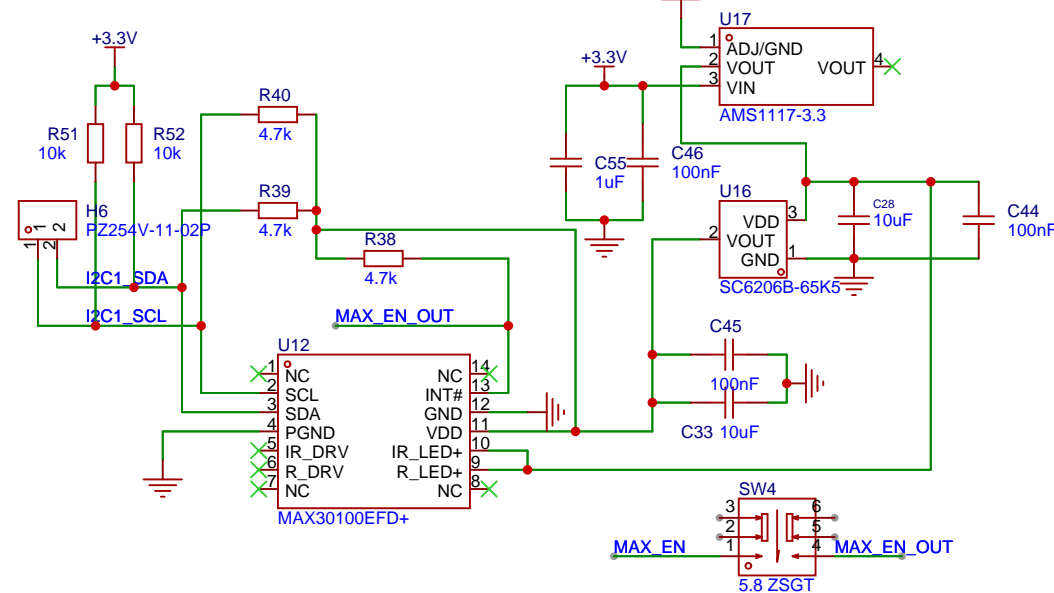 U17
+3.3V
+3.3V
1
ADJ/GND
2
VOUT
VOUT
4
3
VIN
AMS1117-3.3
R40
4.7k
R51
10k
R52
10k
C55
1uF
C46
100nF
R39
4.7k
H6
PZ254V-11-02P
1
2
1
2
U16
VDD
3
2
VOUT
GND
1
SC6206B-65K5
C28
10uF
C44
100nF
R38
4.7k
I2C1_SDA
I2C1_SCL
MAX_EN_OUT
C45
100nF
C33
10uF
U12
1
NC
NC
14
2
SCL
INT#
13
3
SDA
GND
12
4
PGND
VDD
11
5
IR_DRV
IR_LED+
10
6
R_DRV
R_LED+
9
7
NC
NC
8
MAX30100EFD+
SW4
3
6
2
5
1
4
MAX_EN
MAX_EN_OUT
5.8 ZSGT